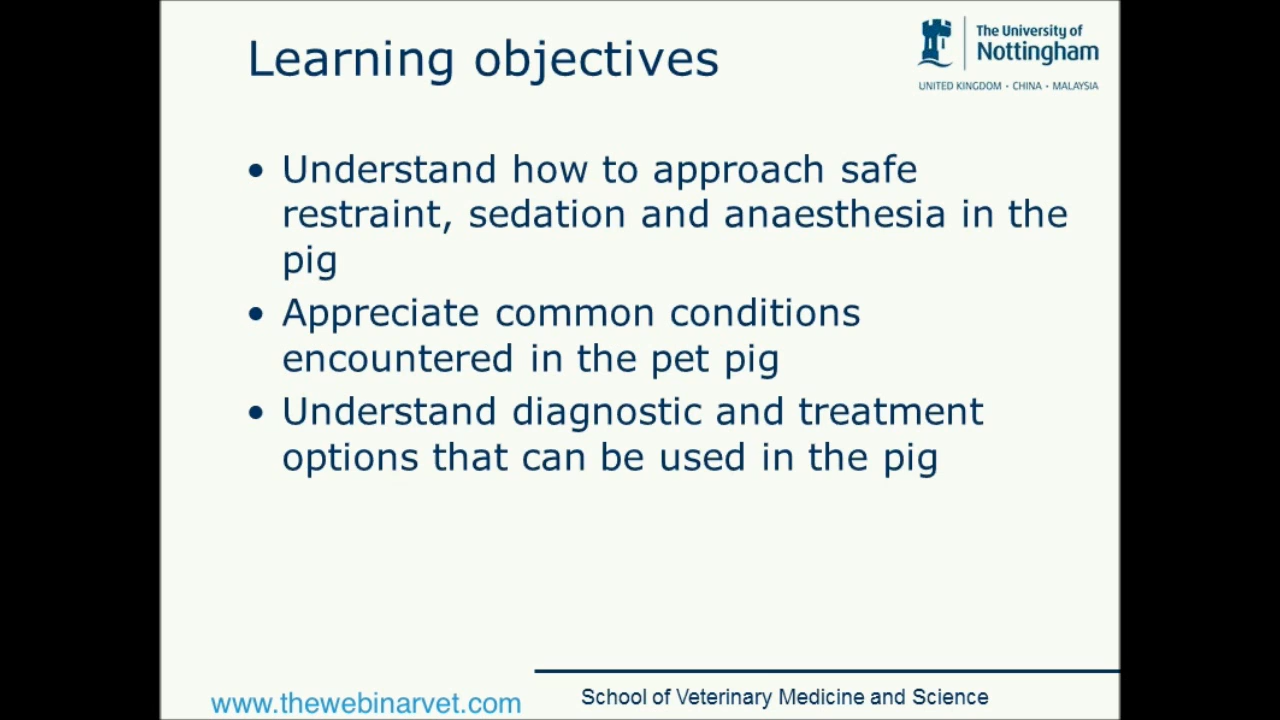 Learning objectives
The University of
Nottingham
UNITED KINGDOM · CHINA · MALAYSIA
• Understand how to approach safe
restraint, sedation and anaesthesia in the
pig
• Appreciate common conditions
encountered in the pet pig
• Understand diagnostic and treatment
options that can be used in the pig
www.thewebinarvet.com
School of Veterinary Medicine and Science